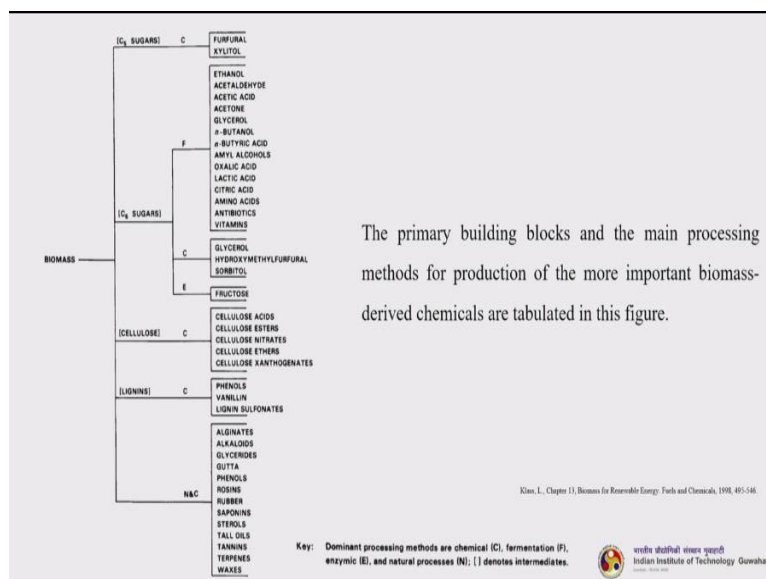 [C₅ SUGARS] C
FURFURAL
XYLITOL
ETHANOL
ACETALDEHYDE
ACETIC ACID
ACETONE
GLYCEROL
n-BUTANOL
F
n-BUTYRIC ACID
AMYL ALCOHOLS
OXALIC ACID
LACTIC ACID
CITRIC ACID
AMINO ACIDS
[C₆ SUGARS]
ANTIBIOTICS
VITAMINS
C
GLYCEROL
HYDROXYMETHYLFURFURAL
SORBITOL
BIOMASS
E
FRUCTOSE
[CELLULOSE] C
CELLULOSE ACIDS
CELLULOSE ESTERS
CELLULOSE NITRATES
CELLULOSE ETHERS
CELLULOSE XANTHOGENATES
[LIGNINS] C
PHENOLS
VANILLIN
LIGNIN SULFONATES
N&C
ALGINATES
ALKALOIDS
GLYCERIDES
GUTTA
PHENOLS
ROSINS
RUBBER
SAPONINS
STEROLS
TALL OILS
TANNINS
TERPENES
WAXES
The primary building blocks and the main processing
methods for production of the more important biomass-
derived chemicals are tabulated in this figure.
Klass, L., Chapter 13, Biomass for Renewable Energy. Fuels and Chemicals, 1998, 495-546
Key: Dominant processing methods are chemical (C), fermentation (F),
enzymic (E), and natural processes (N); [ ] denotes intermediates.
भारतीय प्रौद्योगिकी संस्थान गुवाहाटी
Indian Institute of Technology Guwaha